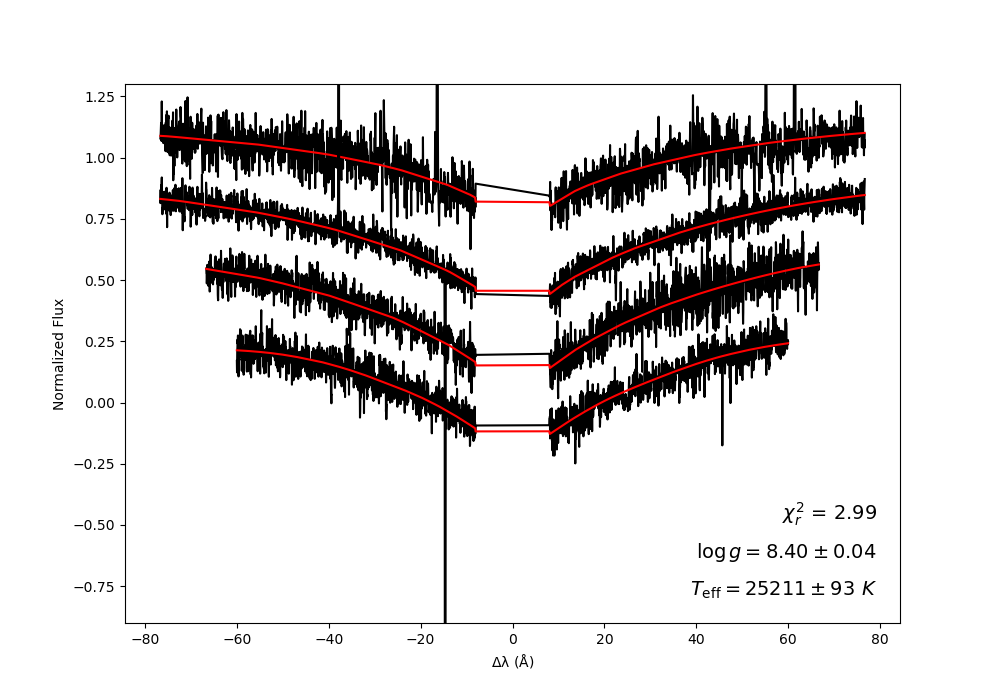 1.25
1.00
0.75
0.50
0.25
0.00
−0.25
−0.50
−0.75
Normalized Flux
χ²ᵣ = 2.99
log g = 8.40 ± 0.04
T_eff = 25211 ± 93 K
−80 −60 −40 −20 0 20 40 60 80
Δλ (Å)